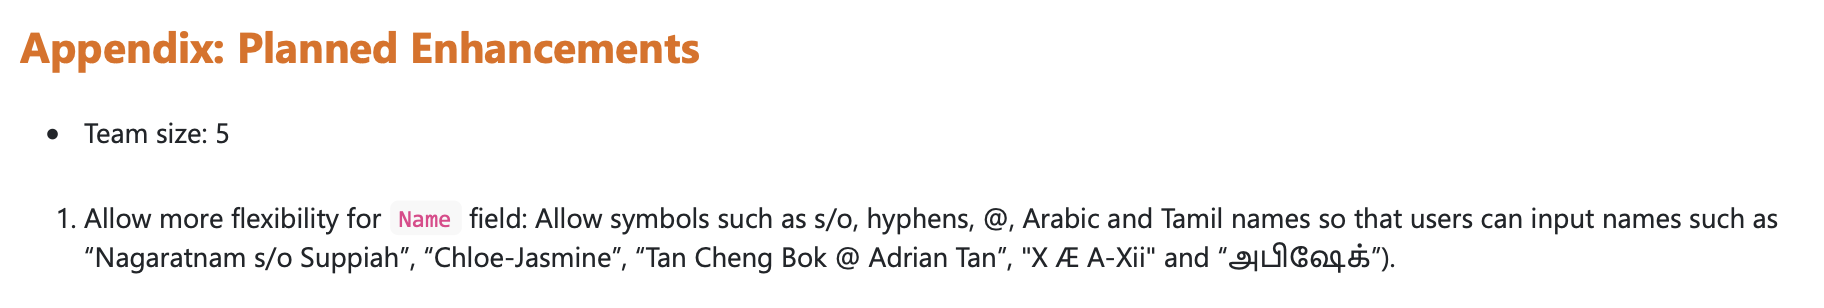 Appendix: Planned Enhancements
• Team size: 5
1. Allow more flexibility for Name field: Allow symbols such as s/o, hyphens, @, Arabic and Tamil names so that users can input names such as
“Nagaratnam s/o Suppiah”, “Chloe-Jasmine”, “Tan Cheng Bok @ Adrian Tan”, "X Æ A-Xii" and “அபிஷேக்”).